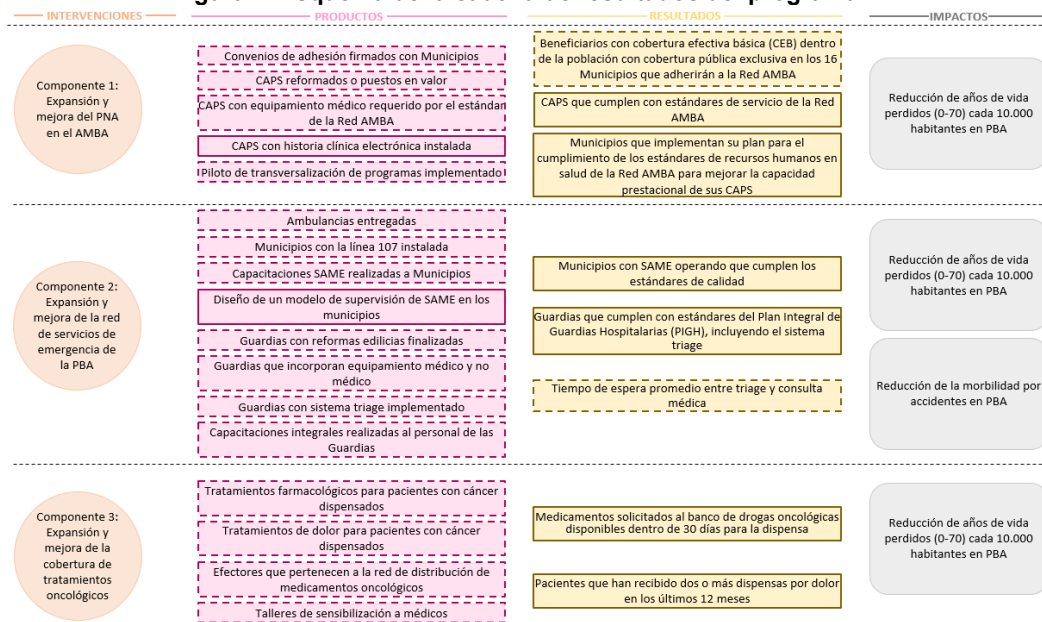 INTERVENCIONES
PRODUCTOS
RESULTADOS
IMPACTOS
Componente 1:
Expansión y
mejora del PNA
en el AMBA
Convenios de adhesión firmados con Municipios
CAPS reformados o puestos en valor
CAPS con equipamiento médico requerido por el estándar
de la Red AMBA
CAPS con historia clínica electrónica instalada
Piloto de transversalización de programas implementado
Beneficiarios con cobertura efectiva básica (CEB) dentro
de la población con cobertura pública exclusiva en los 16
Municipios que adherirán a la Red AMBA
CAPS que cumplen con estándares de servicio de la Red
AMBA
Municipios que implementan su plan para el
cumplimiento de los estándares de recursos humanos en
salud de la Red AMBA para mejorar la capacidad
prestacional de sus CAPS
Reducción de años de vida
perdidos (0-70) cada 10.000
habitantes en PBA
Componente 2:
Expansión y
mejora de la red
de servicios de
emergencia de
la PBA
Ambulancias entregadas
Municipios con la línea 107 instalada
Capacitaciones SAME realizadas a Municipios
Diseño de un modelo de supervisión de SAME en los
municipios
Guardias con reformas edilicias finalizadas
Guardias que incorporan equipamiento médico y no
médico
Guardias con sistema triage implementado
Capacitaciones integrales realizadas al personal de las
Guardias
Municipios con SAME operando que cumplen los
estándares de calidad
Guardias que cumplen con estándares del Plan Integral de
Guardias Hospitalarias (PIGH), incluyendo el sistema
triage
Tiempo de espera promedio entre triage y consulta
médica
Reducción de años de vida
perdidos (0-70) cada 10.000
habitantes en PBA
Reducción de la morbilidad por
accidentes en PBA
Componente 3:
Expansión y
mejora de la
cobertura de
tratamientos
oncológicos
Tratamientos farmacológicos para pacientes con cáncer
dispensados
Tratamientos de dolor para pacientes con cáncer
dispensados
Efectores que pertenecen a la red de distribución de
medicamentos oncológicos
Talleres de sensibilización a médicos
Medicamentos solicitados al banco de drogas oncológicas
disponibles dentro de 30 días para la dispensa
Pacientes que han recibido dos o más dispensas por dolor
en los últimos 12 meses
Reducción de años de vida
perdidos (0-70) cada 10.000
habitantes en PBA